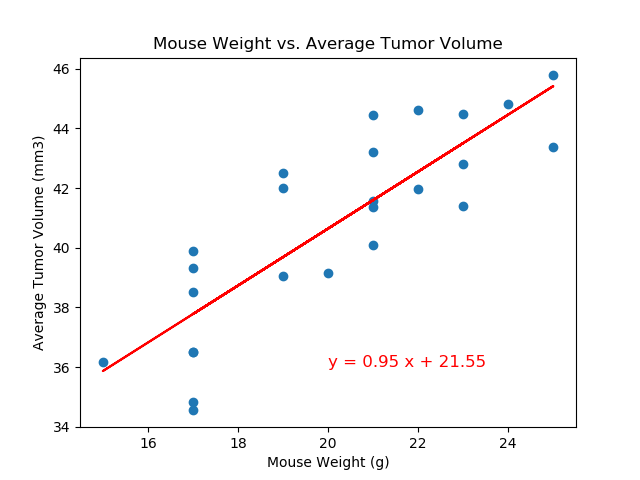 Mouse Weight vs. Average Tumor Volume
46
44
42
40
38
36
34
Average Tumor Volume (mm3)
y = 0.95 x + 21.55
16 18 20 22 24
Mouse Weight (g)